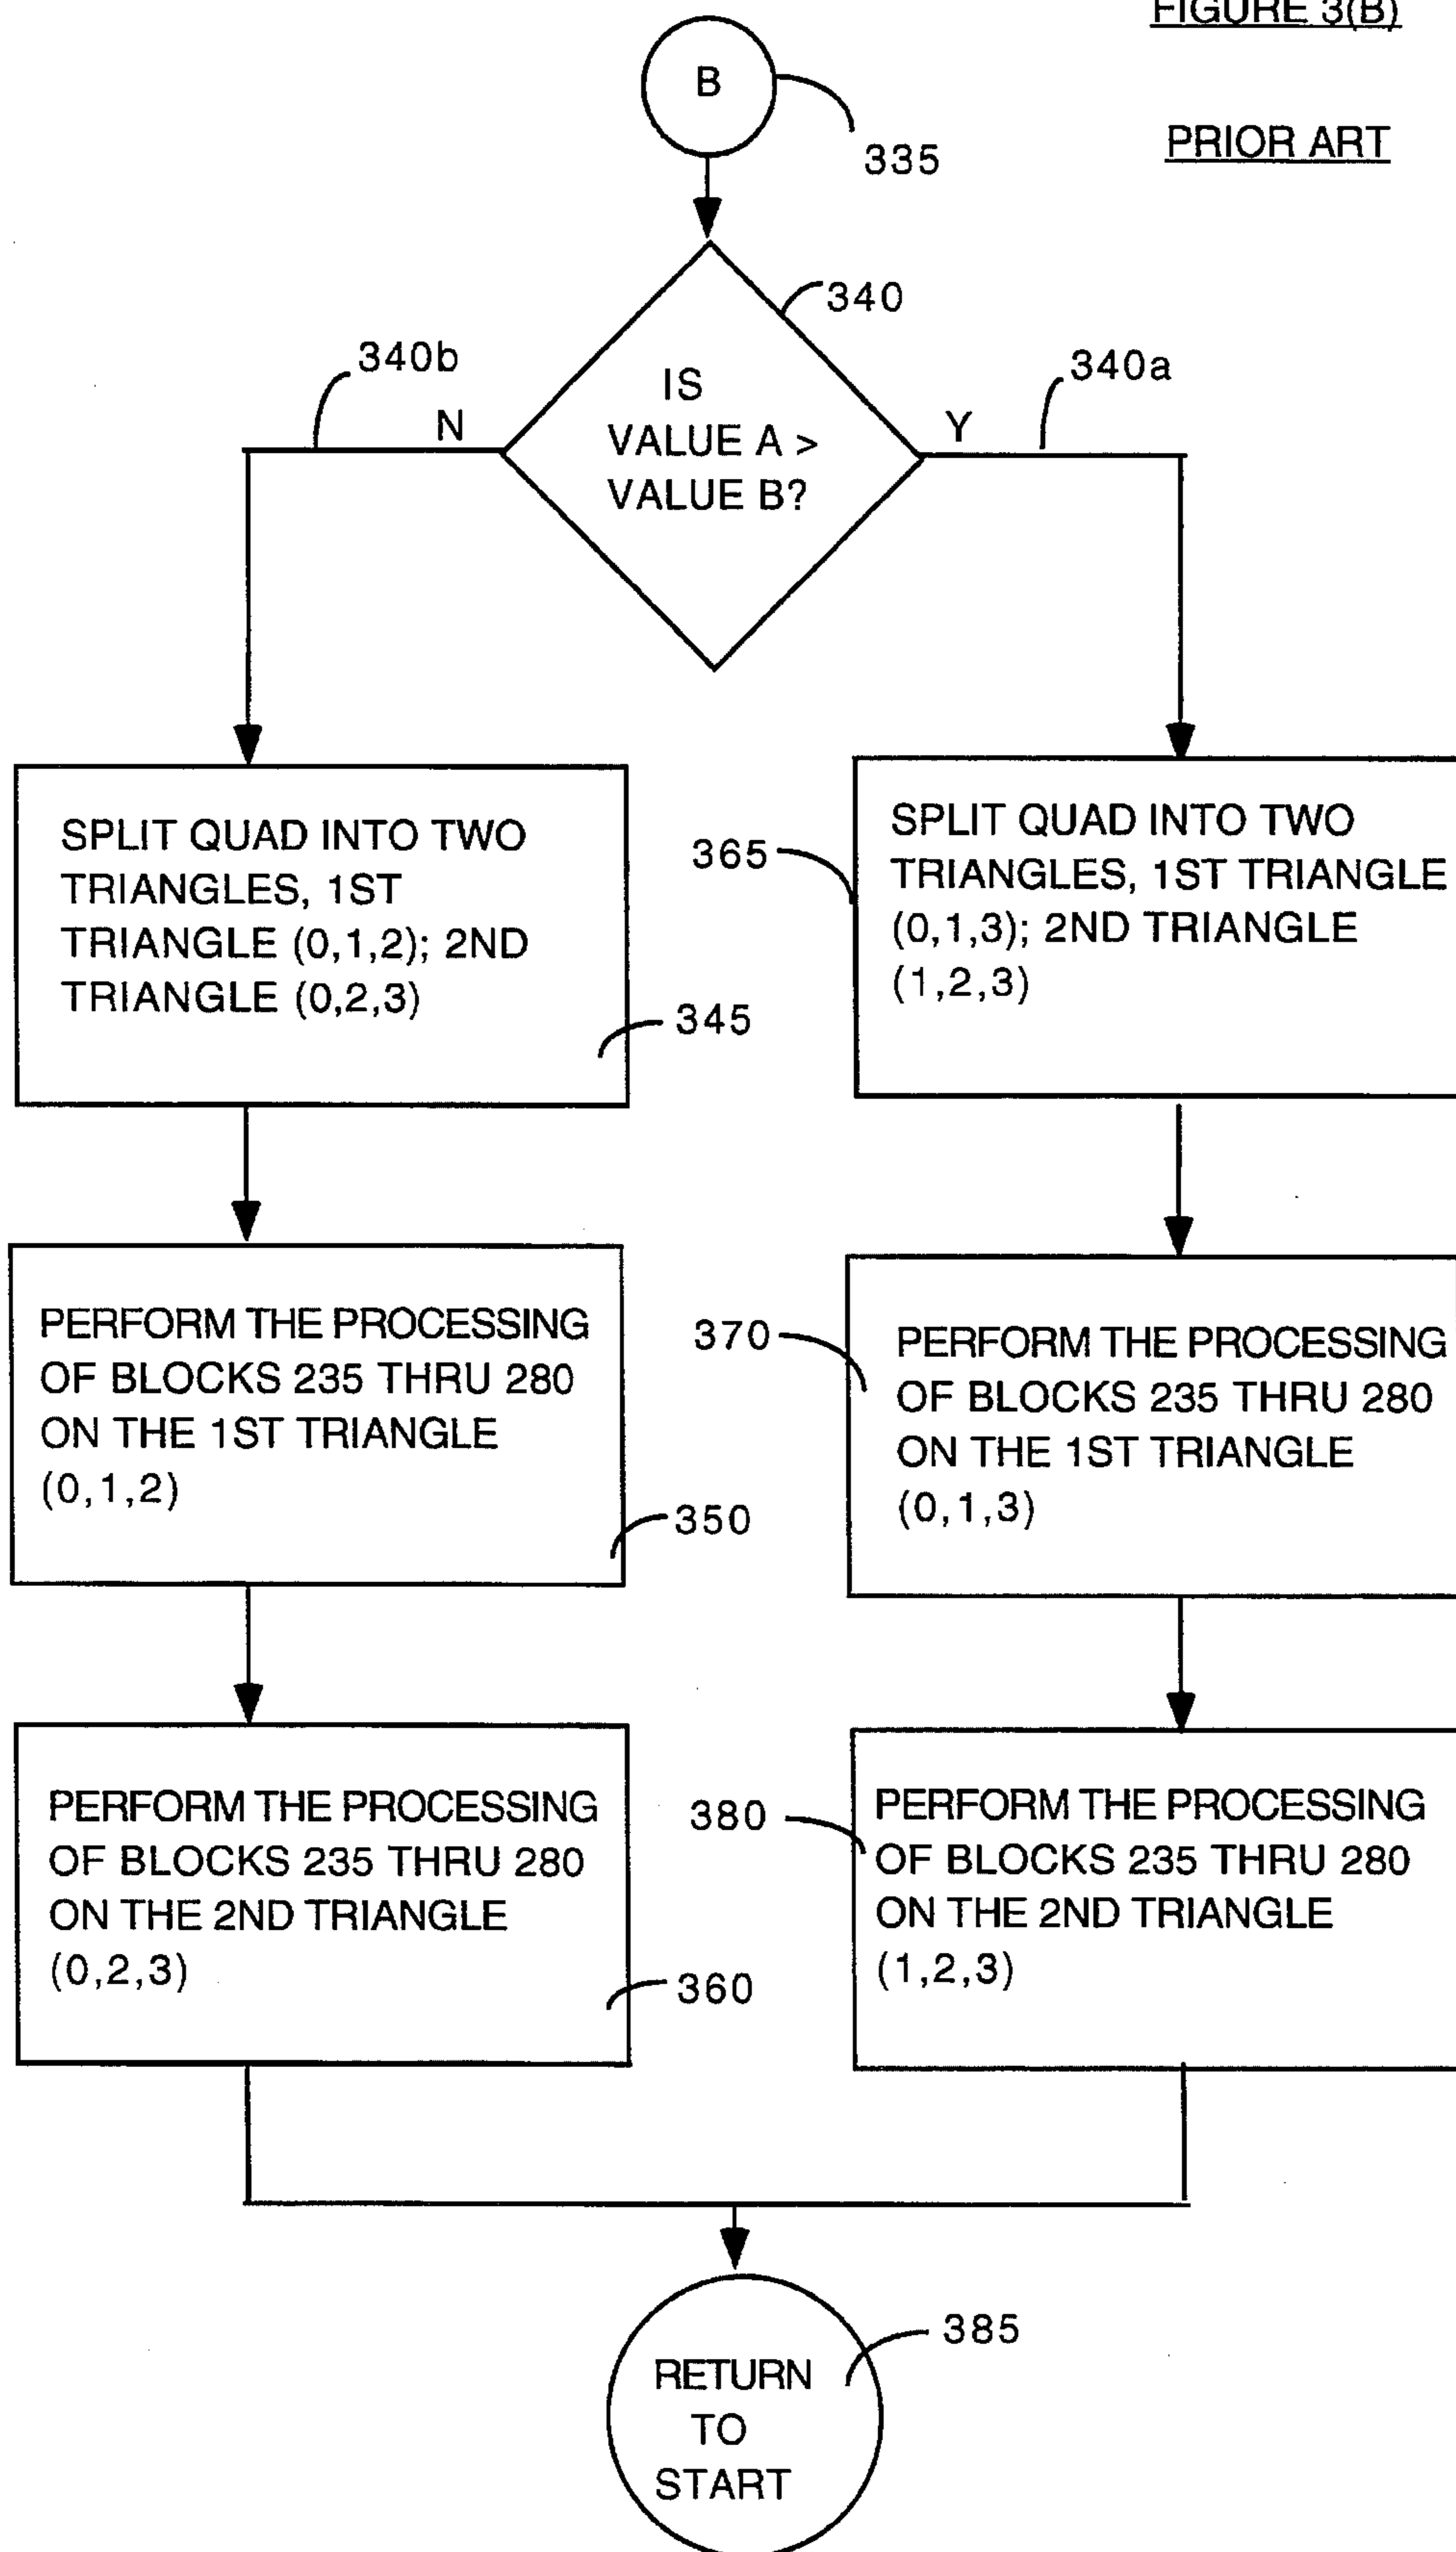 FIGURE 3(B)
PRIOR ART
B
335
340
IS
VALUE A >
VALUE B?
340b
N
340a
Y
SPLIT QUAD INTO TWO
TRIANGLES, 1ST
TRIANGLE (0,1,2); 2ND
TRIANGLE (0,2,3)
345
365
SPLIT QUAD INTO TWO
TRIANGLES, 1ST TRIANGLE
(0,1,3); 2ND TRIANGLE
(1,2,3)
PERFORM THE PROCESSING
OF BLOCKS 235 THRU 280
ON THE 1ST TRIANGLE
(0,1,2)
350
370
PERFORM THE PROCESSING
OF BLOCKS 235 THRU 280
ON THE 1ST TRIANGLE
(0,1,3)
PERFORM THE PROCESSING
OF BLOCKS 235 THRU 280
ON THE 2ND TRIANGLE
(0,2,3)
360
380
PERFORM THE PROCESSING
OF BLOCKS 235 THRU 280
ON THE 2ND TRIANGLE
(1,2,3)
385
RETURN
TO
START